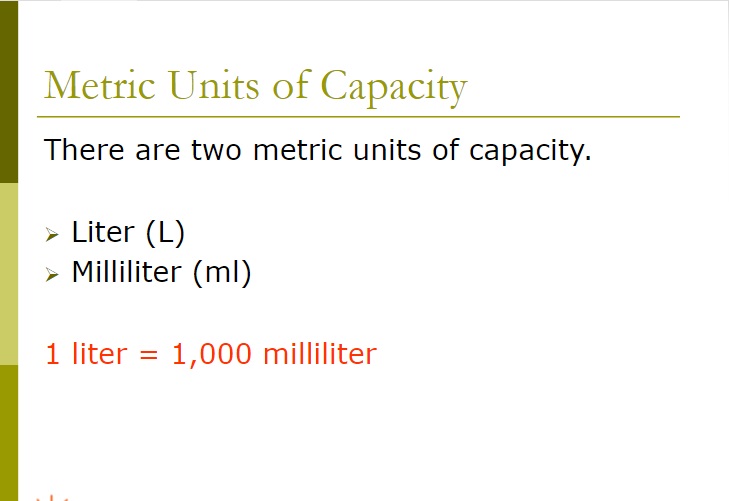 Metric Units of Capacity
There are two metric units of capacity.
Liter (L)
Milliliter (ml)
1 liter = 1,000 milliliter